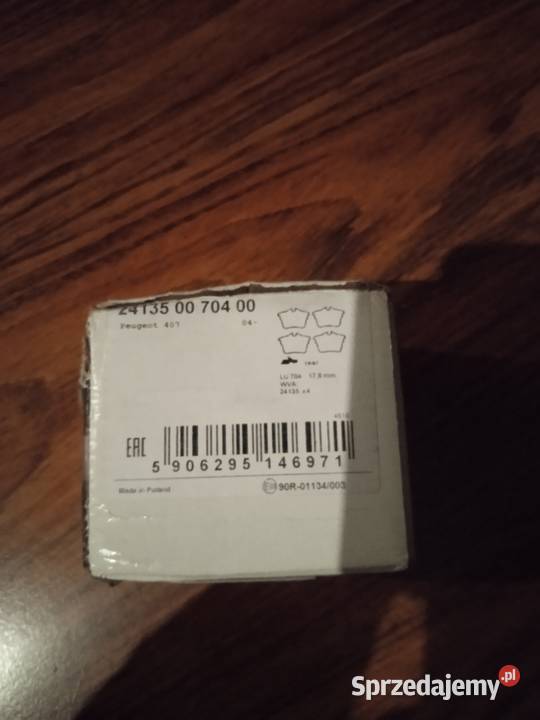 24135 00 704 00
Peugeot 407 04-
rear
LU 704 17,8 mm
WVA:
24135 x4
4518
EAC
5 906295 146971
Made in Poland
90R-01134/003
Sprzedajemy.pl